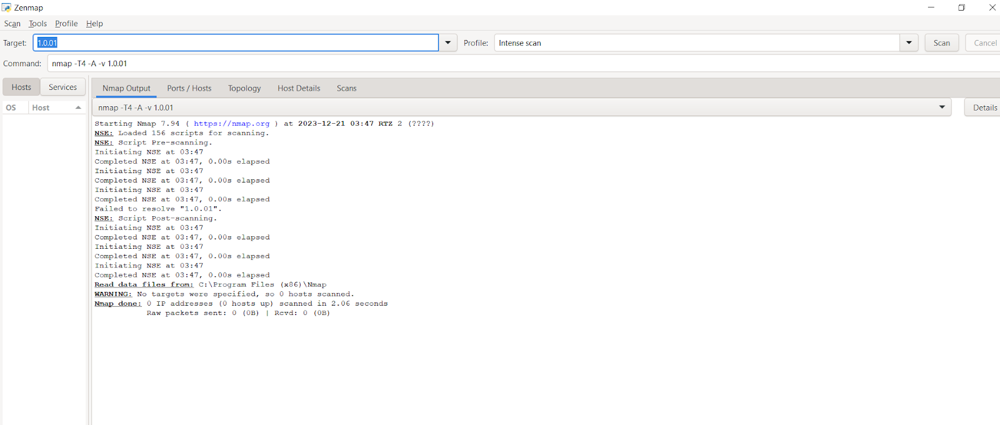 Zenmap
Scan Tools Profile Help
Target: 1.0.01 Profile: Intense scan Scan Cancel
Command: nmap -T4 -A -v 1.0.01
Hosts Services Nmap Output Ports / Hosts Topology Host Details Scans
OS Host nmap -T4 -A -v 1.0.01 Details
Starting Nmap 7.94 ( https://nmap.org ) at 2023-12-21 03:47 RTZ 2 (????)
NSE: Loaded 156 scripts for scanning.
NSE: Script Pre-scanning.
Initiating NSE at 03:47
Completed NSE at 03:47, 0.00s elapsed
Initiating NSE at 03:47
Completed NSE at 03:47, 0.00s elapsed
Initiating NSE at 03:47
Completed NSE at 03:47, 0.00s elapsed
Failed to resolve "1.0.01".
NSE: Script Post-scanning.
Initiating NSE at 03:47
Completed NSE at 03:47, 0.00s elapsed
Initiating NSE at 03:47
Completed NSE at 03:47, 0.00s elapsed
Initiating NSE at 03:47
Completed NSE at 03:47, 0.00s elapsed
Read data files from: C:\Program Files (x86)\Nmap
WARNING: No targets were specified, so 0 hosts scanned.
Nmap done: 0 IP addresses (0 hosts up) scanned in 2.06 seconds
Raw packets sent: 0 (0B) | Rcvd: 0 (0B)